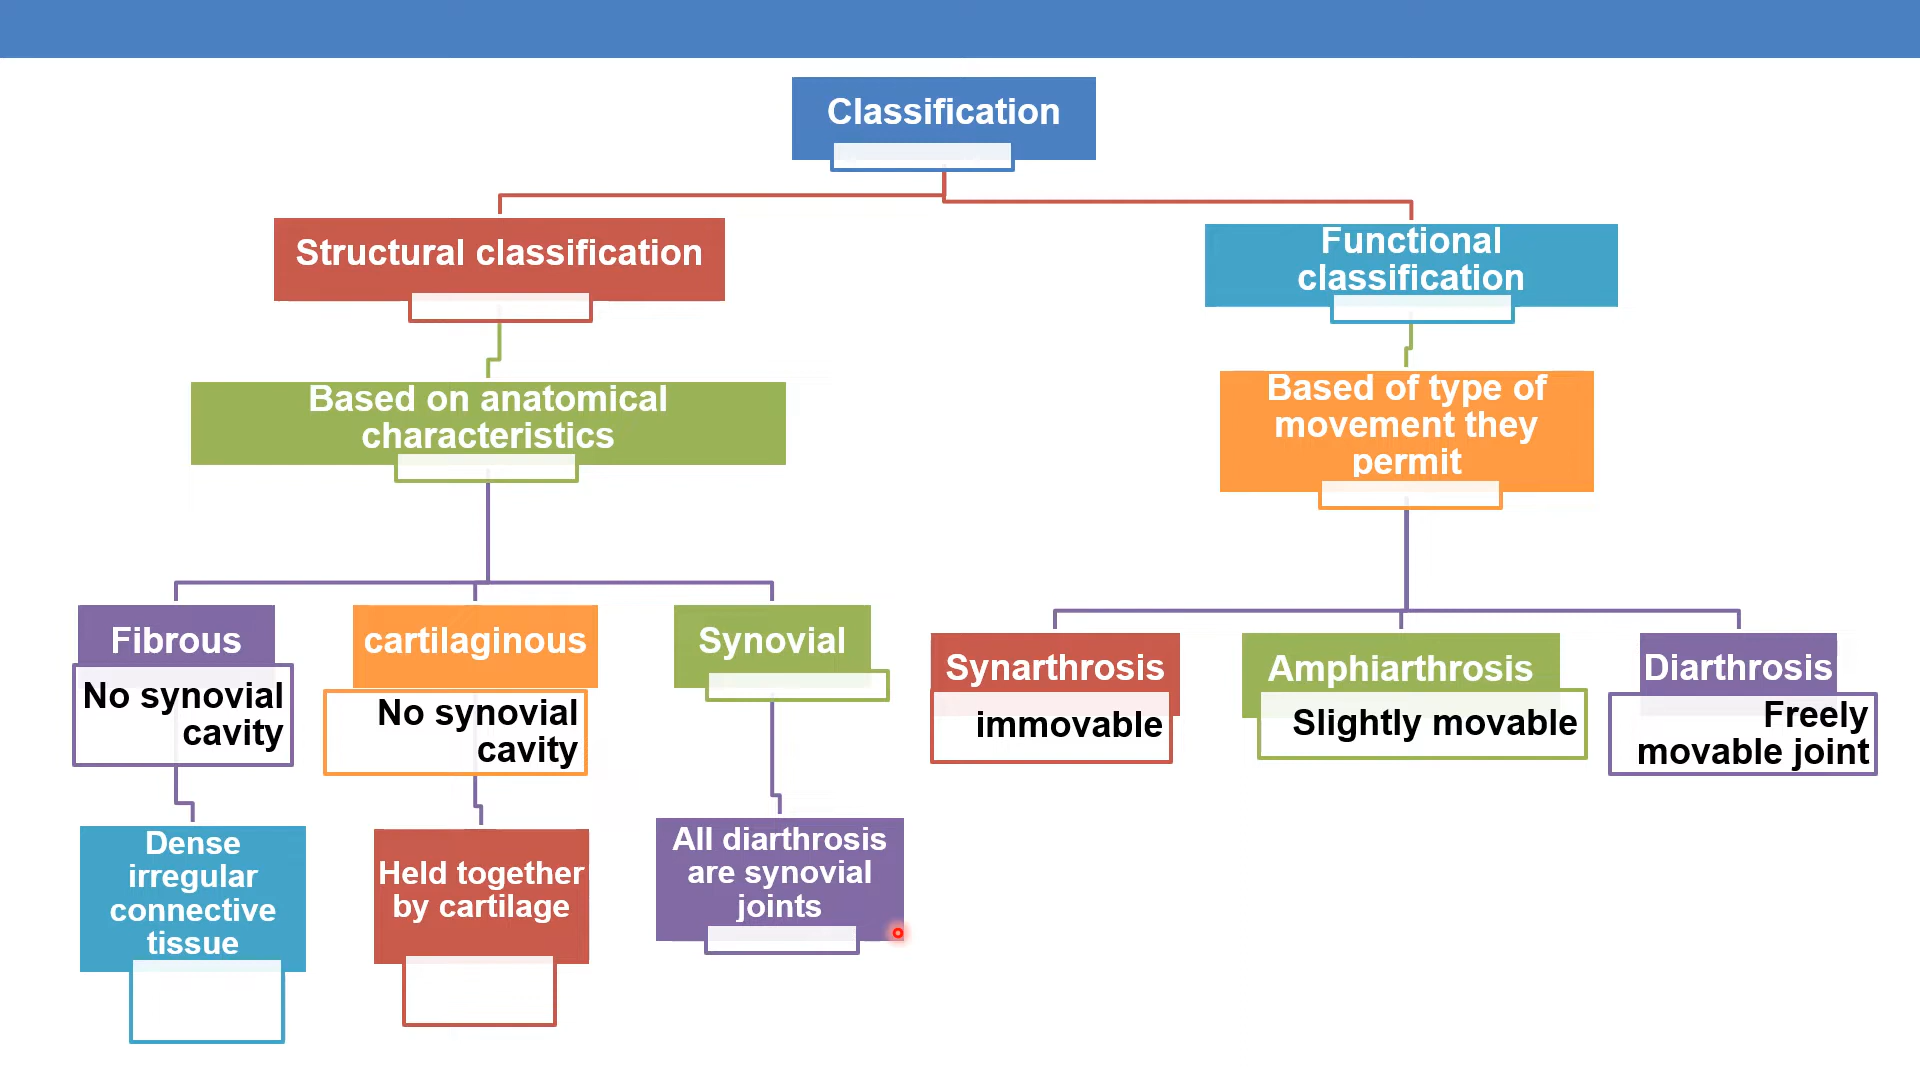 Classification
Structural classification
Functional
classification
Based on anatomical
characteristics
Based of type of
movement they
permit
Fibrous
No synovial
cavity
cartilaginous
No synovial
cavity
Synovial
Synarthrosis
immovable
Amphiarthrosis
Slightly movable
Diarthrosis
Freely
movable joint
Dense
irregular
connective
tissue
Held together
by cartilage
All diarthrosis
are synovial
joints